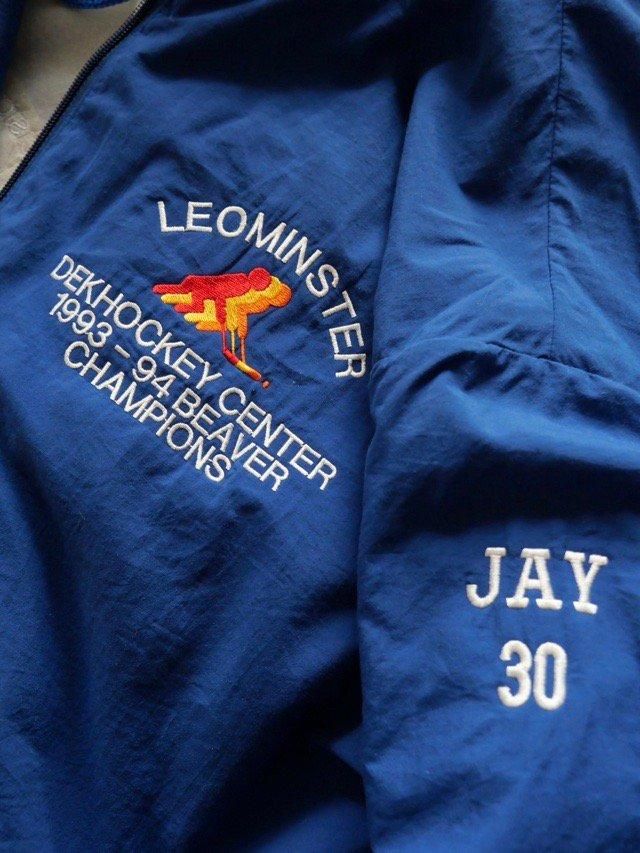 LEOMINSTER
DEKHOCKEY CENTER
1993-94 BEAVER
CHAMPIONS
JAY
30